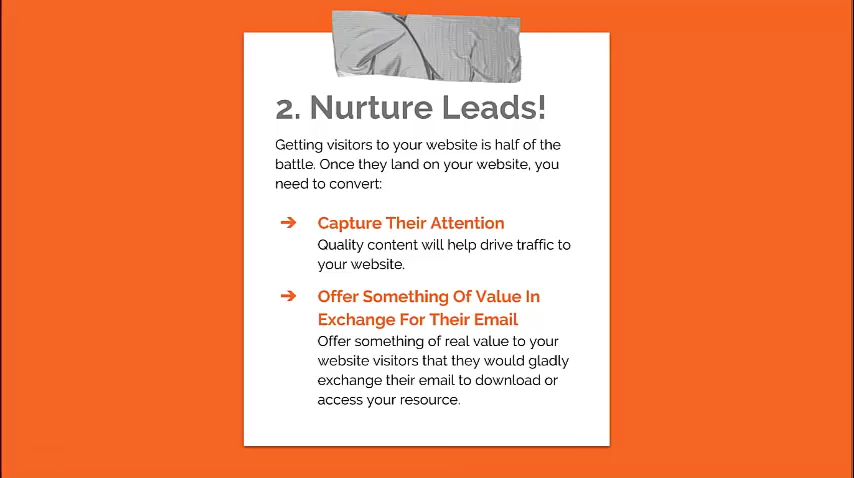 2. Nurture Leads!
Getting visitors to your website is half of the
battle. Once they land on your website, you
need to convert:
➔ Capture Their Attention
Quality content will help drive traffic to
your website.
➔ Offer Something Of Value In
Exchange For Their Email
Offer something of real value to your
website visitors that they would gladly
exchange their email to download or
access your resource.